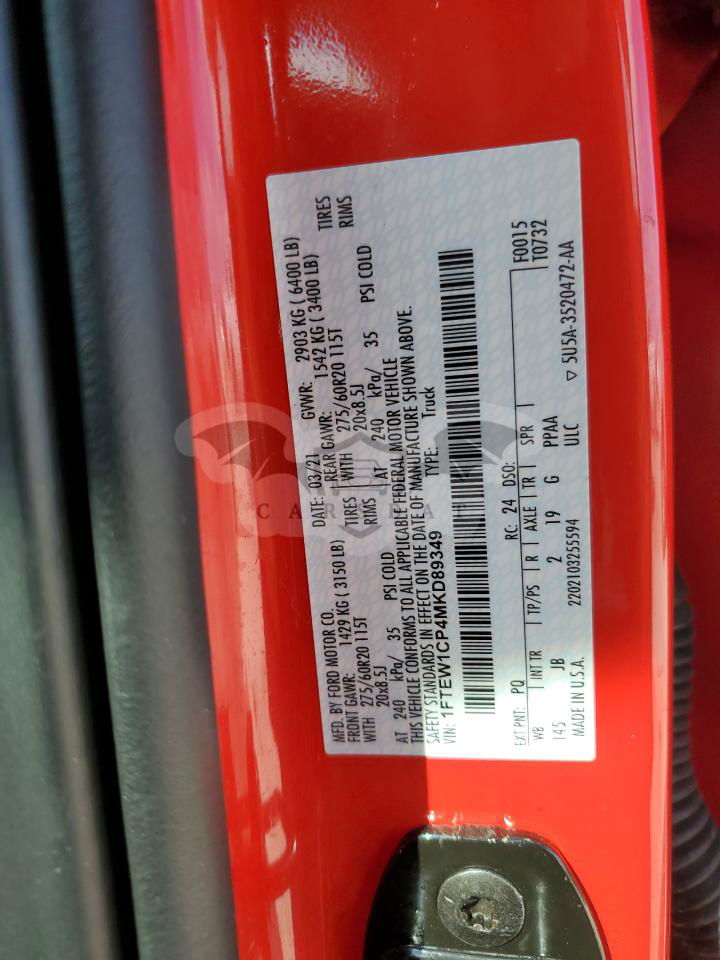 MFD. BY FORD MOTOR CO. DATE: 03/21 GVWR: 2903 KG ( 6400 LB)
FRONT GAWR: 1429 KG ( 3150 LB) REAR GAWR: 1542 KG ( 3400 LB)
WITH 275/60R20 115T TIRES WITH 275/60R20 115T TIRES
20x8.5J RIMS 20x8.5J RIMS
AT 240 kPa/ 35 PSI COLD AT 240 kPa/ 35 PSI COLD
THIS VEHICLE CONFORMS TO ALL APPLICABLE FEDERAL MOTOR VEHICLE
SAFETY STANDARDS IN EFFECT ON THE DATE OF MANUFACTURE SHOWN ABOVE.
VIN: 1FTEW1CP4MKD89349 TYPE: Truck
EXT PNT: PQ RC: 24 DSO: F0015
WB INT TR TP/PS R AXLE TR SPR T0732
145 JB 2 19 G PPAA
MADE IN U.S.A. 2202103255594 ULC ▽ 5U5A-3520472-AA